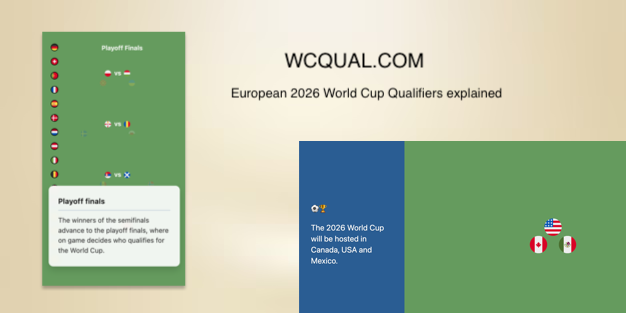 Playoff Finals
vs
vs
vs
Playoff finals
The winners of the semifinals
advance to the playoff finals, where
on game decides who qualifies for
the World Cup.
WCQUAL.COM
European 2026 World Cup Qualifiers explained
The 2026 World Cup
will be hosted in
Canada, USA and
Mexico.